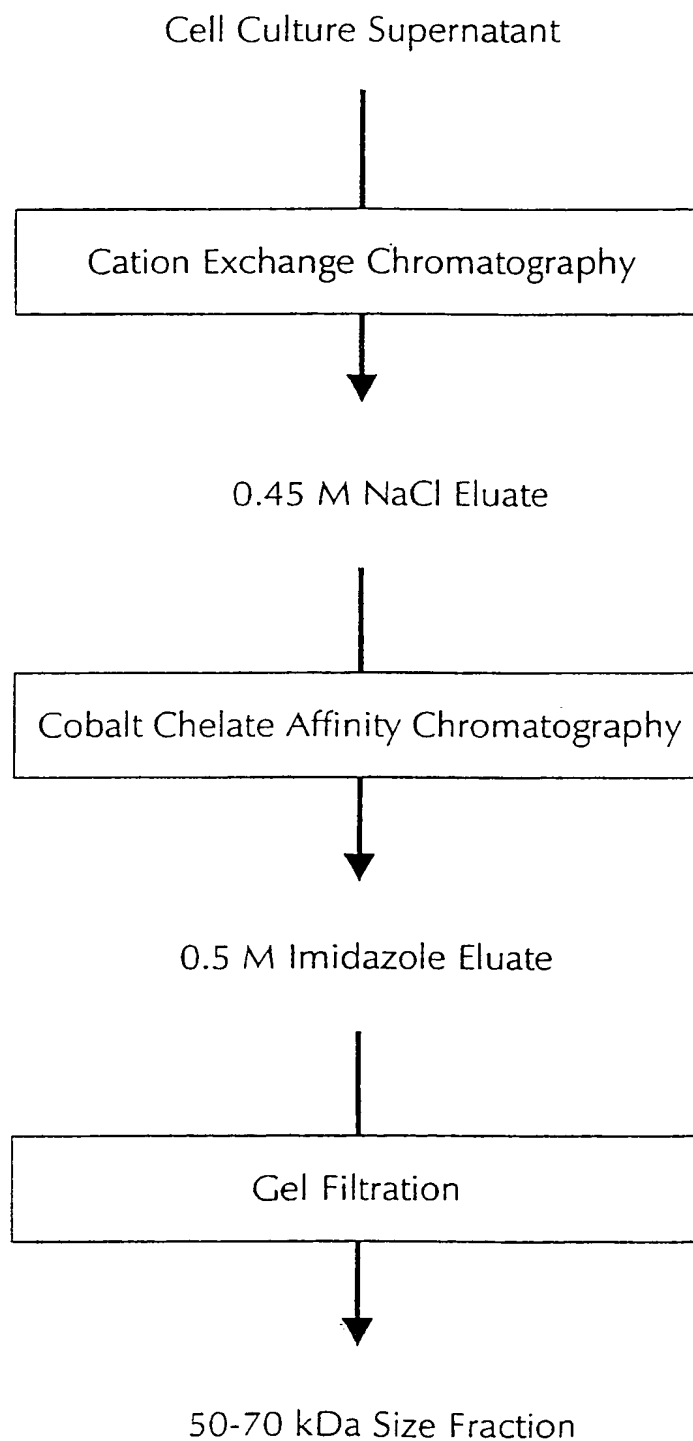 Cell Culture Supernatant
Cation Exchange Chromatography
0.45 M NaCl Eluate
Cobalt Chelate Affinity Chromatography
0.5 M Imidazole Eluate
Gel Filtration
50-70 kDa Size Fraction